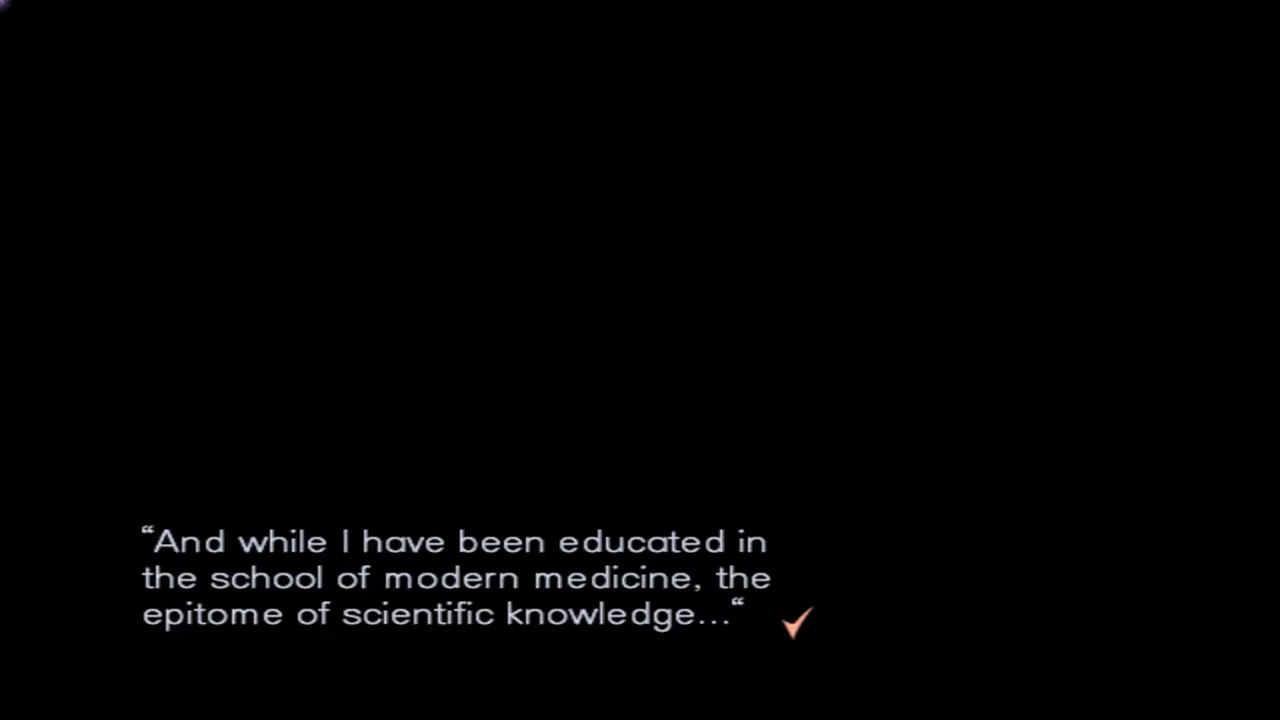 “And while I have been educated in
the school of modern medicine, the
epitome of scientific knowledge...“